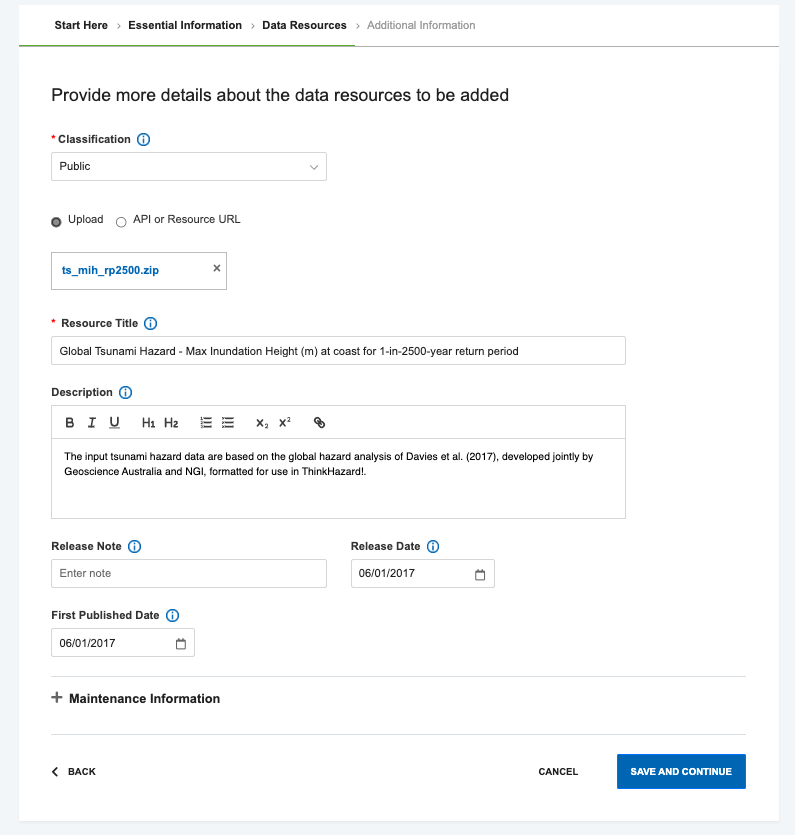 Start Here › Essential Information › Data Resources › Additional Information
Provide more details about the data resources to be added
* Classification
Public
Upload API or Resource URL
ts_mih_rp2500.zip ×
* Resource Title
Global Tsunami Hazard - Max Inundation Height (m) at coast for 1-in-2500-year return period
Description
B I U H1 H2 X₂ X²
The input tsunami hazard data are based on the global hazard analysis of Davies et al. (2017), developed jointly by
Geoscience Australia and NGI, formatted for use in ThinkHazard!.
Release Note Release Date
Enter note 06/01/2017
First Published Date
06/01/2017
+ Maintenance Information
BACK CANCEL SAVE AND CONTINUE